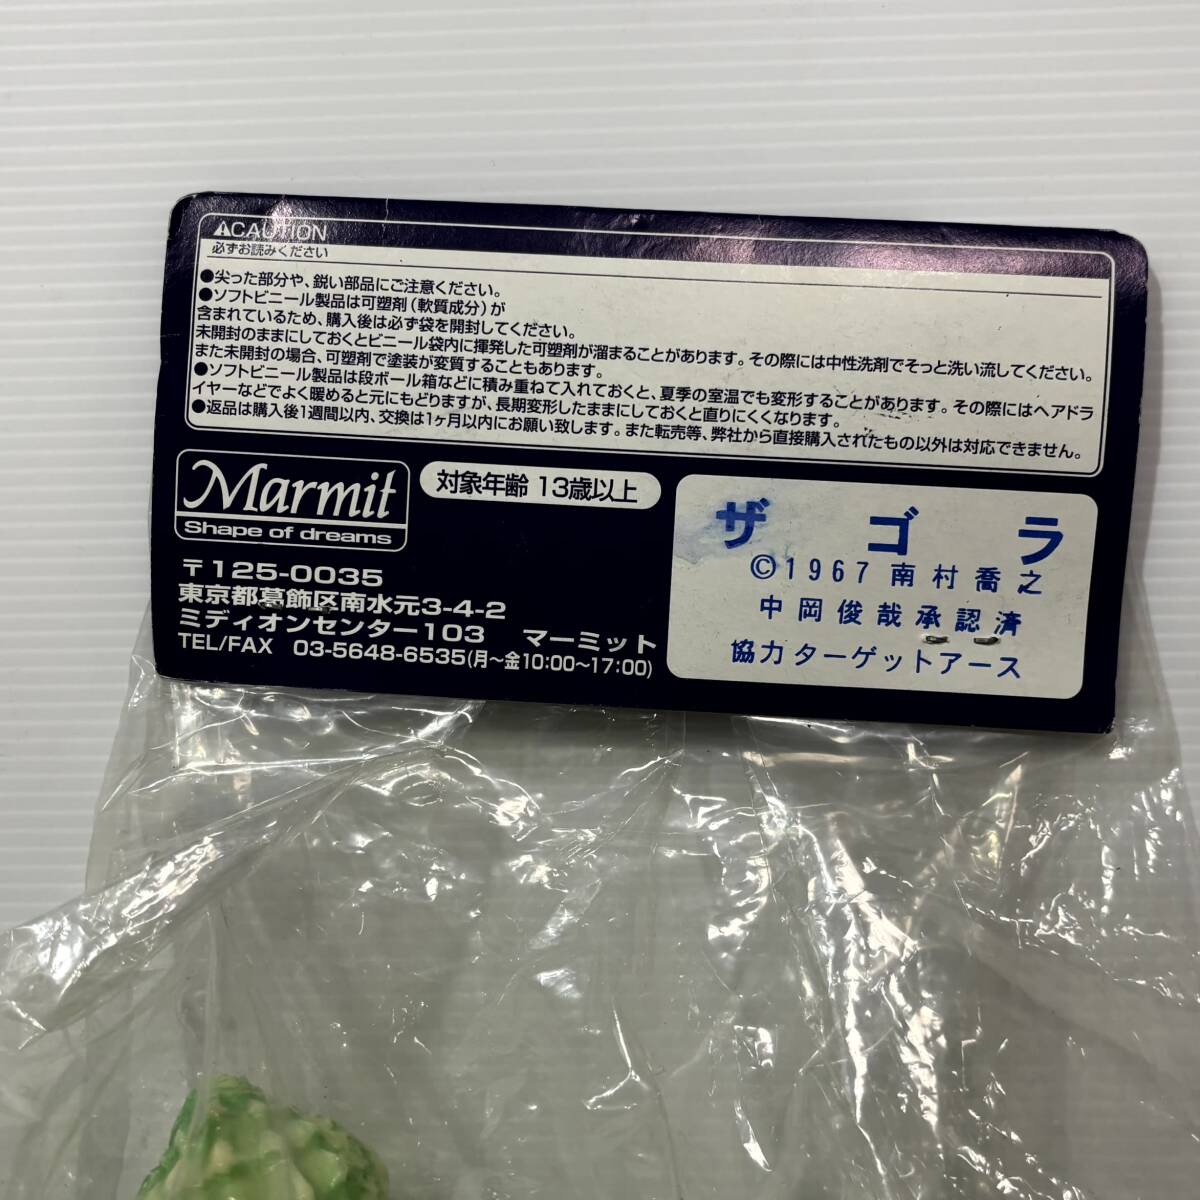 ⚠CAUTION
必ずお読みください
●尖った部分や、鋭い部品にご注意ください。
●ソフトビニール製品は可塑剤(軟質成分)が
含まれているため、購入後は必ず袋を開封してください。
未開封のままにしておくとビニール袋内に揮発した可塑剤が溜まることがあります。その際には中性洗剤でそっと洗い流してください。
また未開封の場合、可塑剤で塗装が変質することもあります。
●ソフトビニール製品は段ボール箱などに積み重ねて入れておくと、夏季の室温でも変形することがあります。その際にはヘアドラ
イヤーなどでよく暖めると元にもどりますが、長期変形したままにしておくと直りにくくなります。
●返品は購入後1週間以内、交換は1ヶ月以内にお願い致します。また転売等、弊社から直接購入されたもの以外は対応できません。
Marmit
Shape of dreams
対象年齢 13歳以上
〒125-0035
東京都葛飾区南水元3-4-2
ミディオンセンター103 マーミット
TEL/FAX 03-5648-6535(月〜金10:00〜17:00)
ザゴラ
©1967 南村喬之
中岡俊哉承認済
協力ターゲットアース